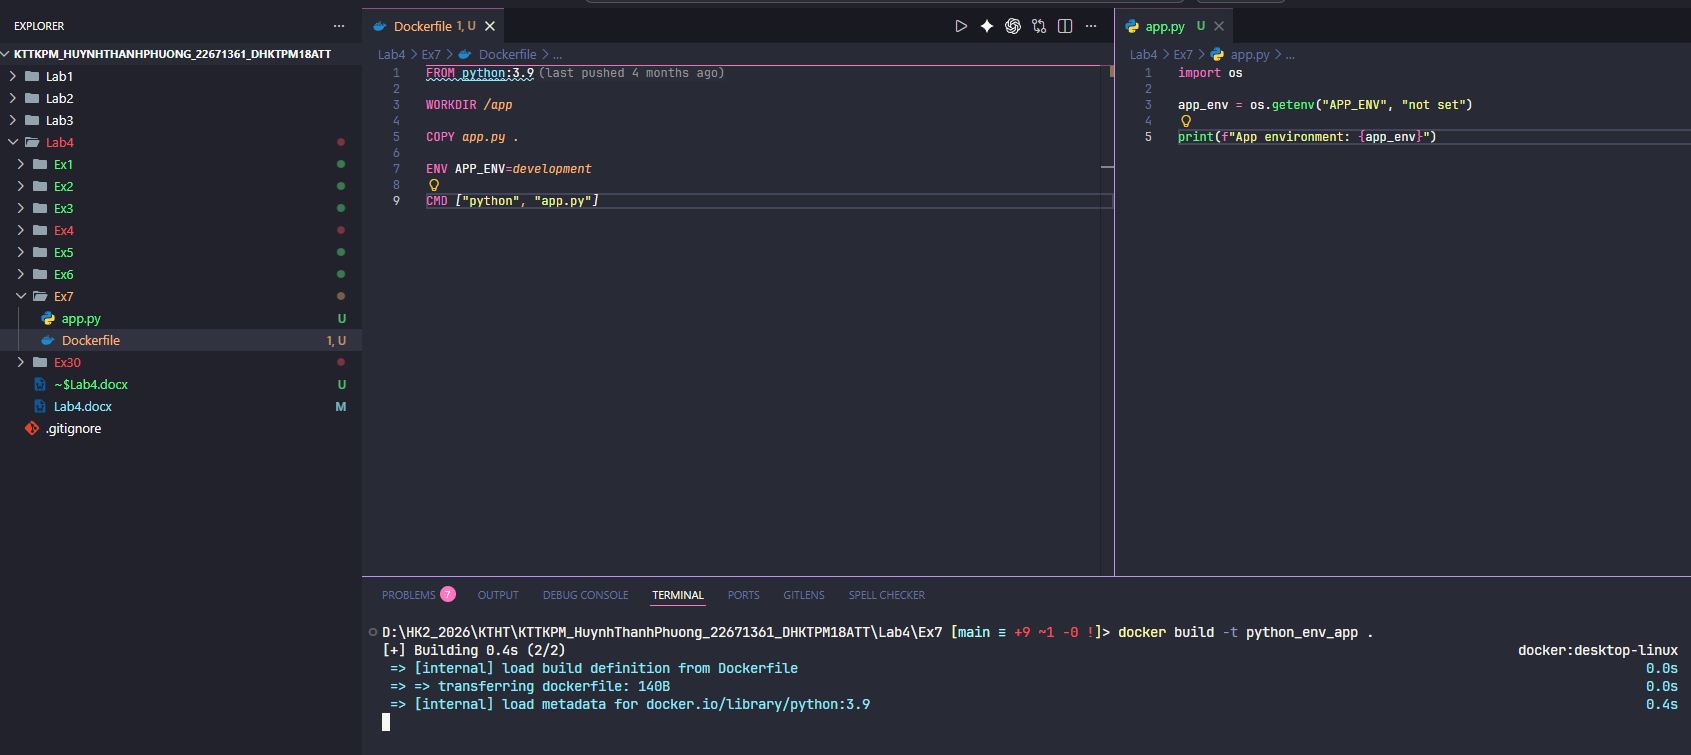 EXPLORER
KTTKPM_HUYNHTHANHPHUONG_22671361_DHKTPM18ATT
Lab1
Lab2
Lab3
Lab4
Ex1
Ex2
Ex3
Ex4
Ex5
Ex6
Ex7
app.py U
Dockerfile 1, U
Ex30
~$Lab4.docx U
Lab4.docx M
.gitignore
Dockerfile 1, U
Lab4 > Ex7 > Dockerfile > ...
1 FROM python:3.9 (last pushed 4 months ago)
2
3 WORKDIR /app
4
5 COPY app.py .
6
7 ENV APP_ENV=development
8
9 CMD ["python", "app.py"]
app.py U
Lab4 > Ex7 > app.py > ...
1 import os
2
3 app_env = os.getenv("APP_ENV", "not set")
4
5 print(f"App environment: {app_env}")
PROBLEMS 7 OUTPUT DEBUG CONSOLE TERMINAL PORTS GITLENS SPELL CHECKER
D:\HK2_2026\KTHT\KTTKPM_HuynhThanhPhuong_22671361_DHKTPM18ATT\Lab4\Ex7 [main ≡ +9 ~1 -0 !]> docker build -t python_env_app .
[+] Building 0.4s (2/2) docker:desktop-linux
=> [internal] load build definition from Dockerfile 0.0s
=> => transferring dockerfile: 140B 0.0s
=> [internal] load metadata for docker.io/library/python:3.9 0.4s